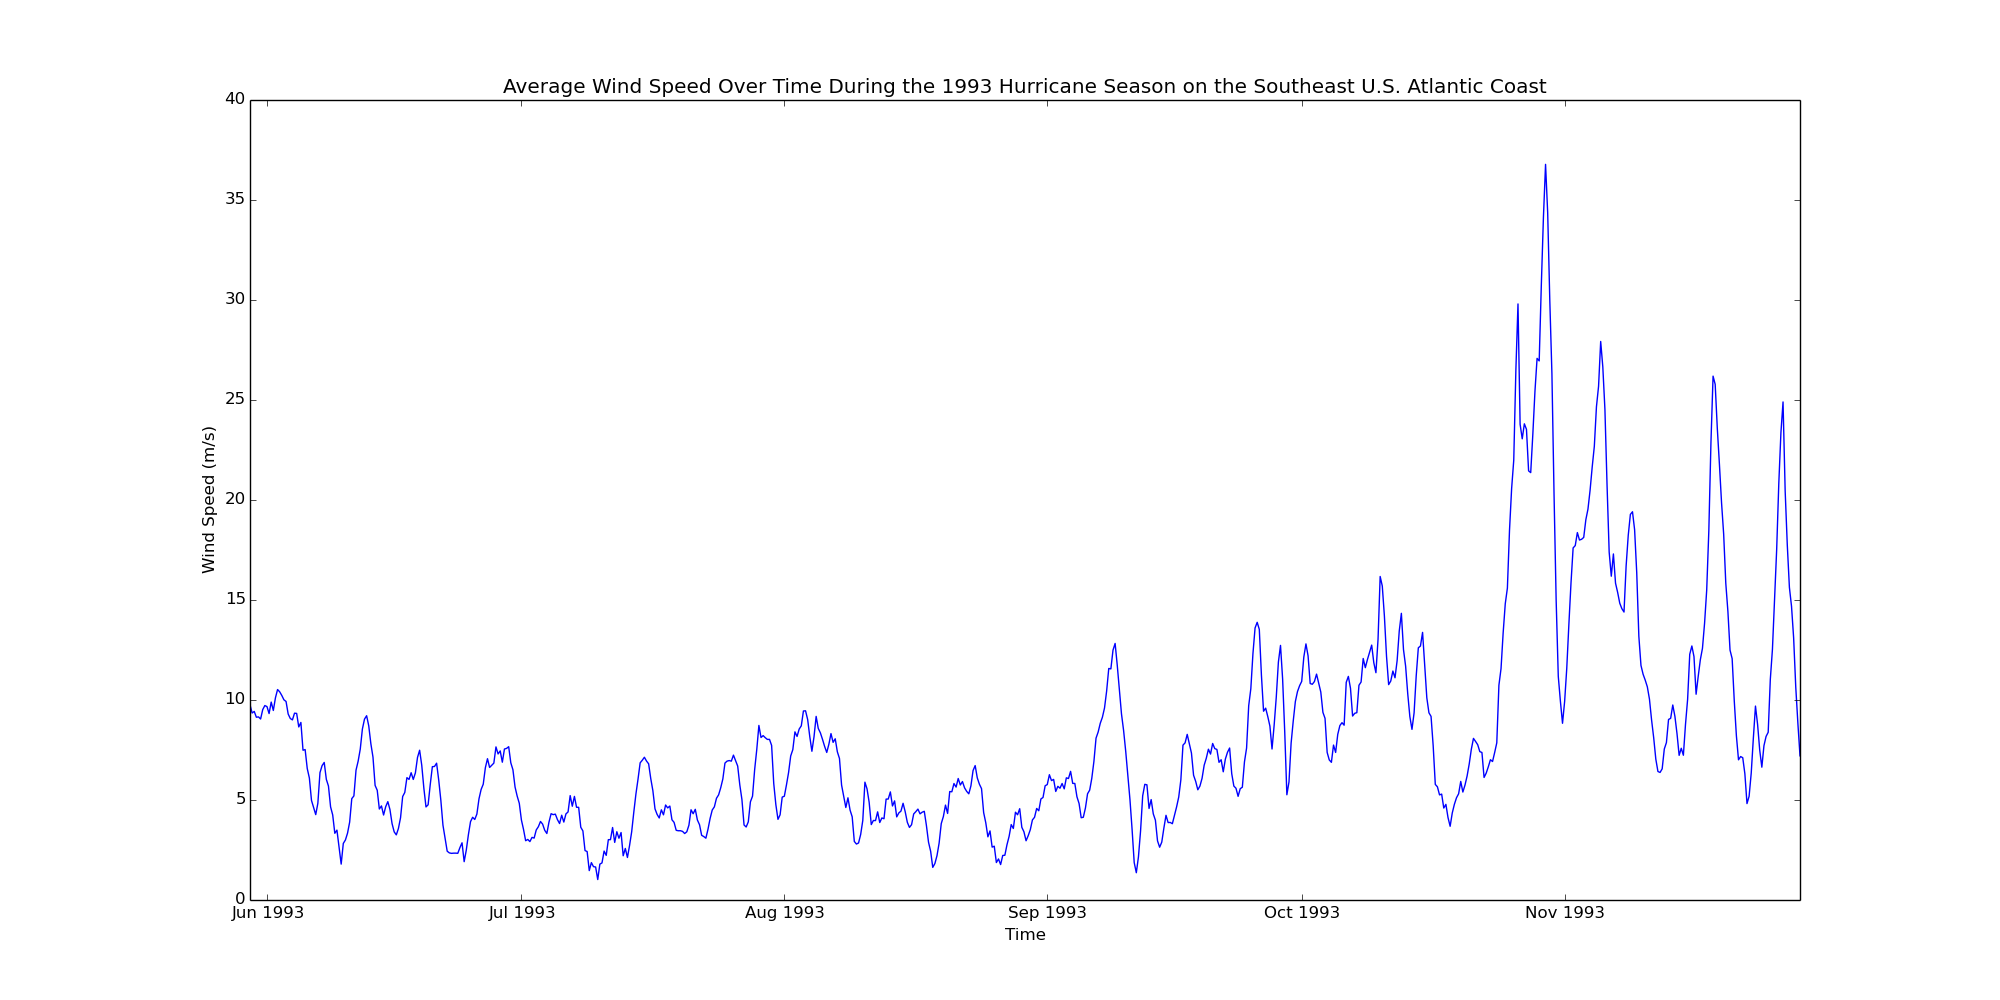 Average Wind Speed Over Time During the 1993 Hurricane Season on the Southeast U.S. Atlantic Coast
40
35
30
25
20
15
10
5
0
Wind Speed (m/s)
Jun 1993 Jul 1993 Aug 1993 Sep 1993 Oct 1993 Nov 1993
Time